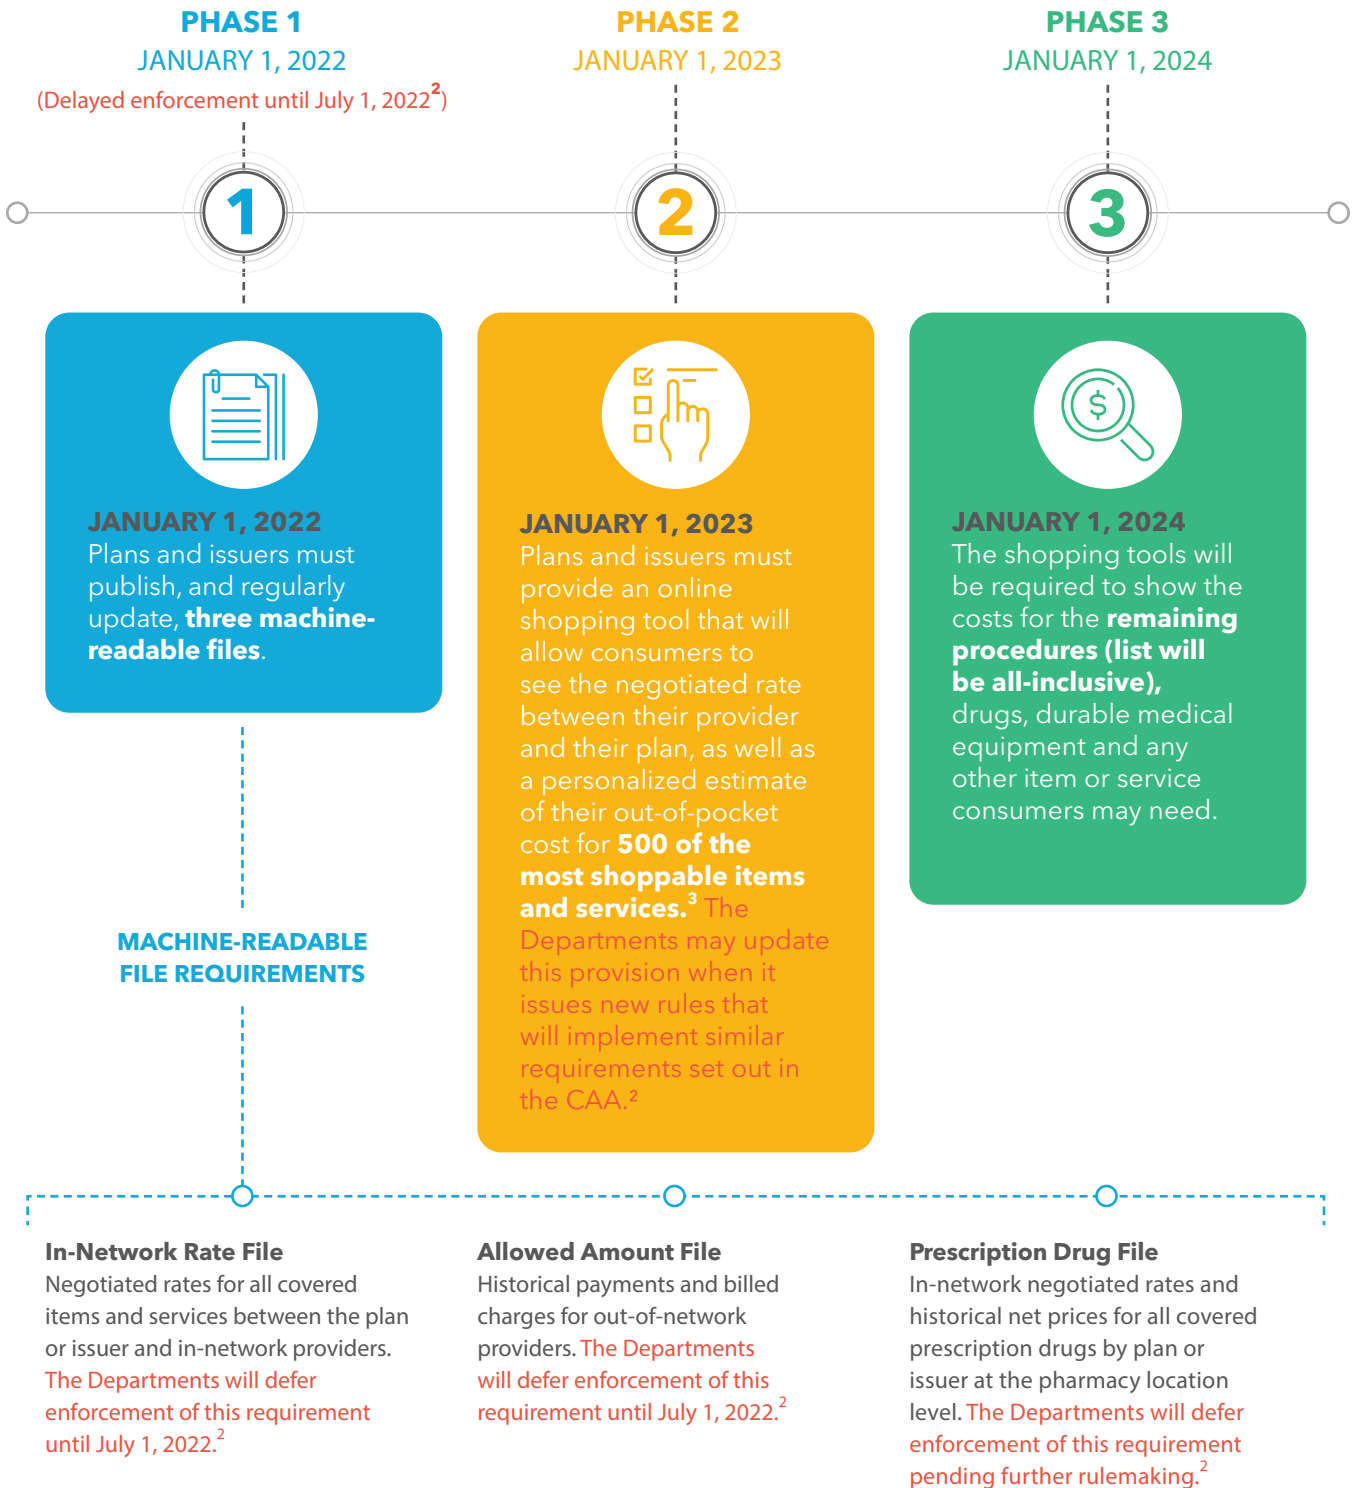 PHASE 1
JANUARY 1, 2022
(Delayed enforcement until July 1, 2022²)
PHASE 2
JANUARY 1, 2023
PHASE 3
JANUARY 1, 2024
1
2
3
JANUARY 1, 2022
Plans and issuers must
publish, and regularly
update, three machine-
readable files.
JANUARY 1, 2023
Plans and issuers must
provide an online
shopping tool that will
allow consumers to
see the negotiated rate
between their provider
and their plan, as well as
a personalized estimate
of their out-of-pocket
cost for 500 of the
most shoppable items
and services.³ The
Departments may update
this provision when it
issues new rules that
will implement similar
requirements set out in
the CAA.²
$
JANUARY 1, 2024
The shopping tools will
be required to show the
costs for the remaining
procedures (list will
be all-inclusive),
drugs, durable medical
equipment and any
other item or service
consumers may need.
MACHINE-READABLE
FILE REQUIREMENTS
In-Network Rate File
Negotiated rates for all covered
items and services between the plan
or issuer and in-network providers.
The Departments will defer
enforcement of this requirement
until July 1, 2022.²
Allowed Amount File
Historical payments and billed
charges for out-of-network
providers. The Departments
will defer enforcement of this
requirement until July 1, 2022.²
Prescription Drug File
In-network negotiated rates and
historical net prices for all covered
prescription drugs by plan or
issuer at the pharmacy location
level. The Departments will defer
enforcement of this requirement
pending further rulemaking.²